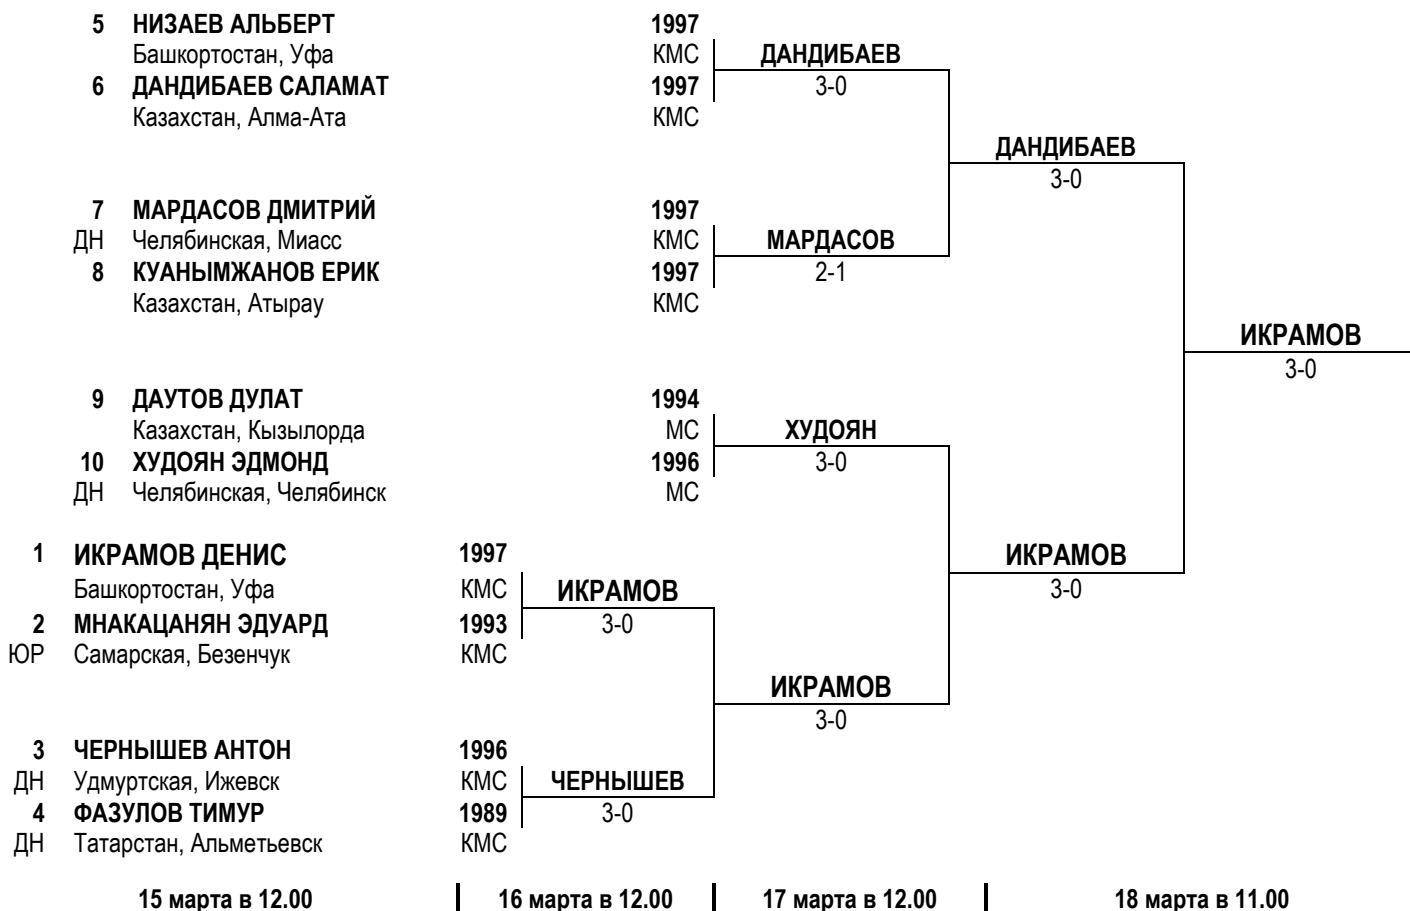 5 НИЗАЕВ АЛЬБЕРТ 1997
Башкортостан, Уфа КМС ДАНДИБАЕВ
6 ДАНДИБАЕВ САЛАМАТ 1997 3-0
Казахстан, Алма-Ата КМС
ДАНДИБАЕВ
3-0
7 МАРДАСОВ ДМИТРИЙ 1997
ДН Челябинская, Миасс КМС МАРДАСОВ
8 КУАНЫМЖАНОВ ЕРИК 1997 2-1
Казахстан, Атырау КМС
ИКРАМОВ
3-0
9 ДАУТОВ ДУЛАТ 1994
Казахстан, Кызылорда МС ХУДОЯН
10 ХУДОЯН ЭДМОНД 1996 3-0
ДН Челябинская, Челябинск МС
1 ИКРАМОВ ДЕНИС 1997 ИКРАМОВ
Башкортостан, Уфа КМС ИКРАМОВ 3-0
2 МНАКАЦАНЯН ЭДУАРД 1993 3-0
ЮР Самарская, Безенчук КМС
ИКРАМОВ
3-0
3 ЧЕРНЫШЕВ АНТОН 1996
ДН Удмуртская, Ижевск КМС ЧЕРНЫШЕВ
4 ФАЗУЛОВ ТИМУР 1989 3-0
ДН Татарстан, Альметьевск КМС
15 марта в 12.00 16 марта в 12.00 17 марта в 12.00 18 марта в 11.00